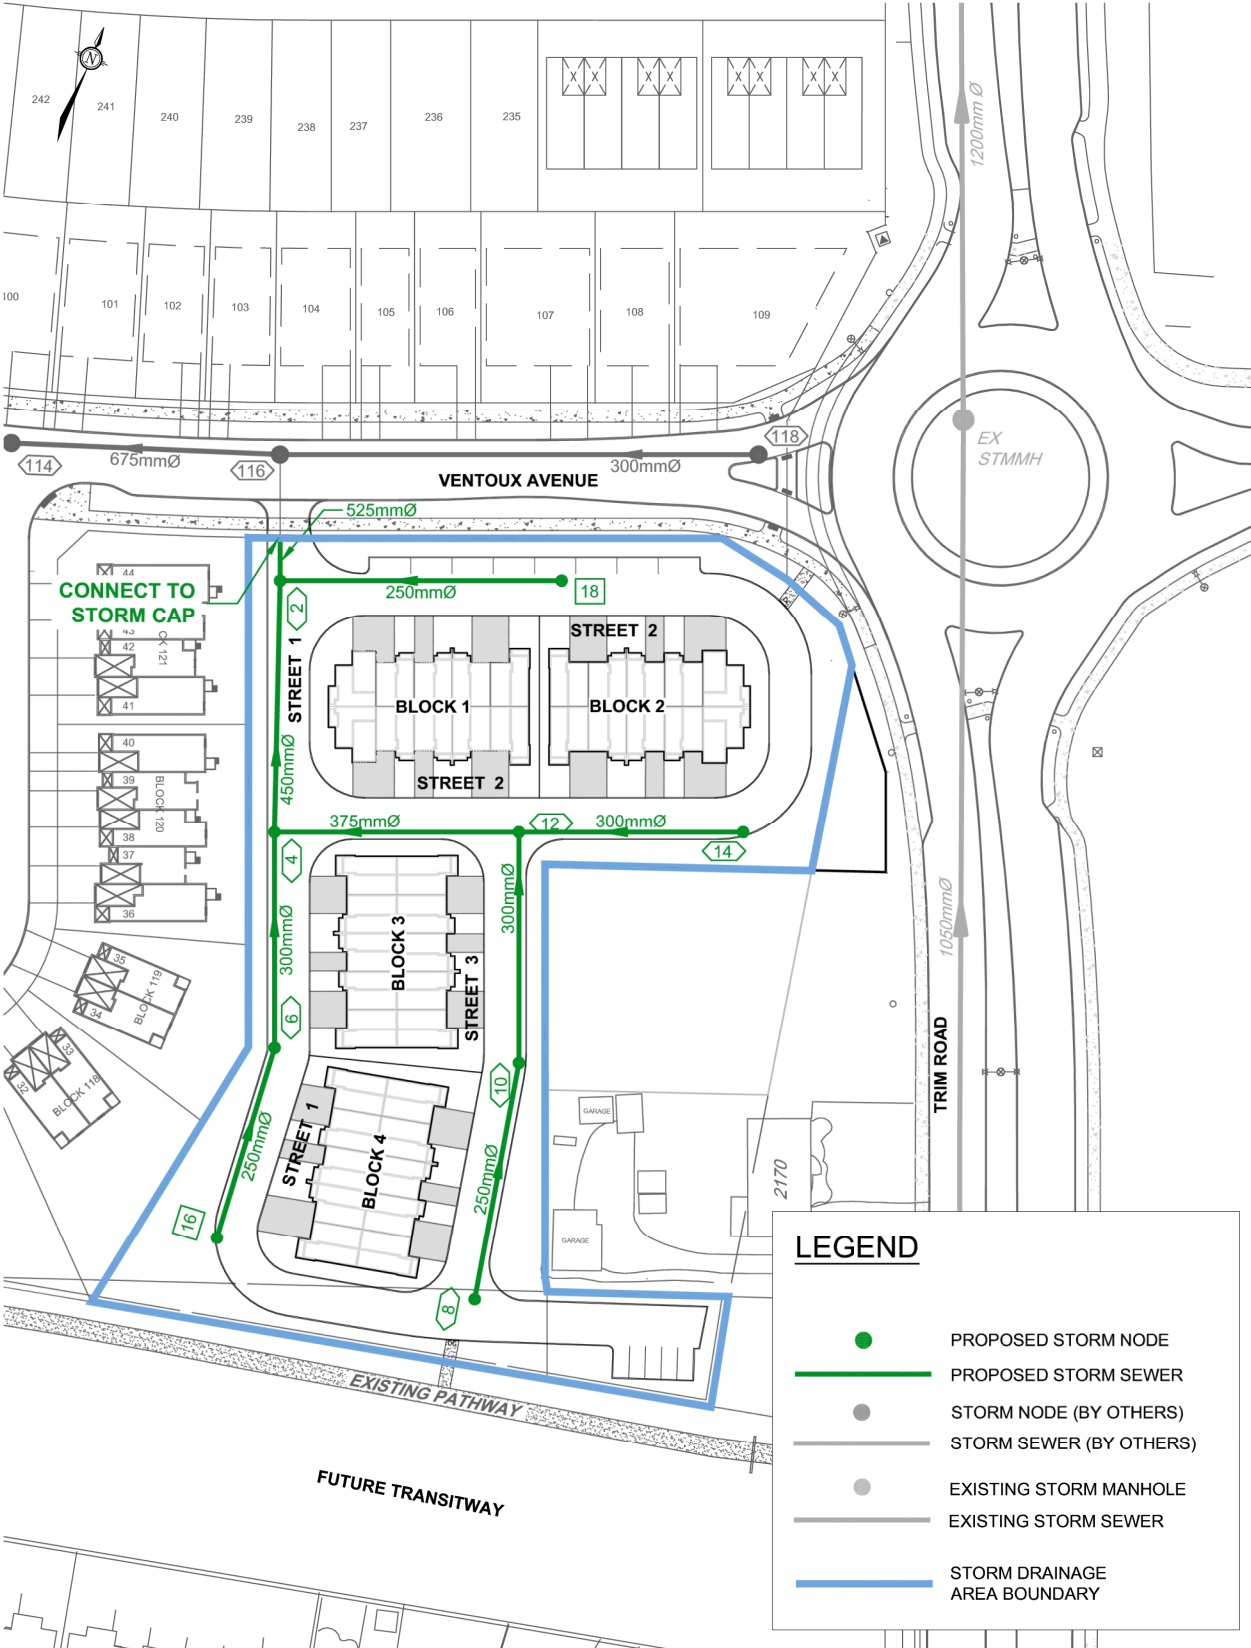 N
242
241
240
239
238
237
236
235
1200mm Ø
100
101
102
103
104
105
106
107
108
109
114
675mmØ
116
300mmØ
118
EX
STMMH
VENTOUX AVENUE
525mmØ
CONNECT TO
STORM CAP
250mmØ
18
2
44
43
42
41
CK 121
STREET 1
STREET 2
BLOCK 1
BLOCK 2
STREET 2
450mmØ
40
39
38
37
36
BLOCK 120
375mmØ
12
300mmØ
14
4
300mmØ
300mmØ
BLOCK 3
STREET 3
6
35
34
BLOCK 119
33
32
BLOCK 118
10
1050mmØ
TRIM ROAD
250mmØ
STREET 1
BLOCK 4
250mmØ
16
8
GARAGE
GARAGE
2170
EXISTING PATHWAY
FUTURE TRANSITWAY
LEGEND
PROPOSED STORM NODE
PROPOSED STORM SEWER
STORM NODE (BY OTHERS)
STORM SEWER (BY OTHERS)
EXISTING STORM MANHOLE
EXISTING STORM SEWER
STORM DRAINAGE
AREA BOUNDARY